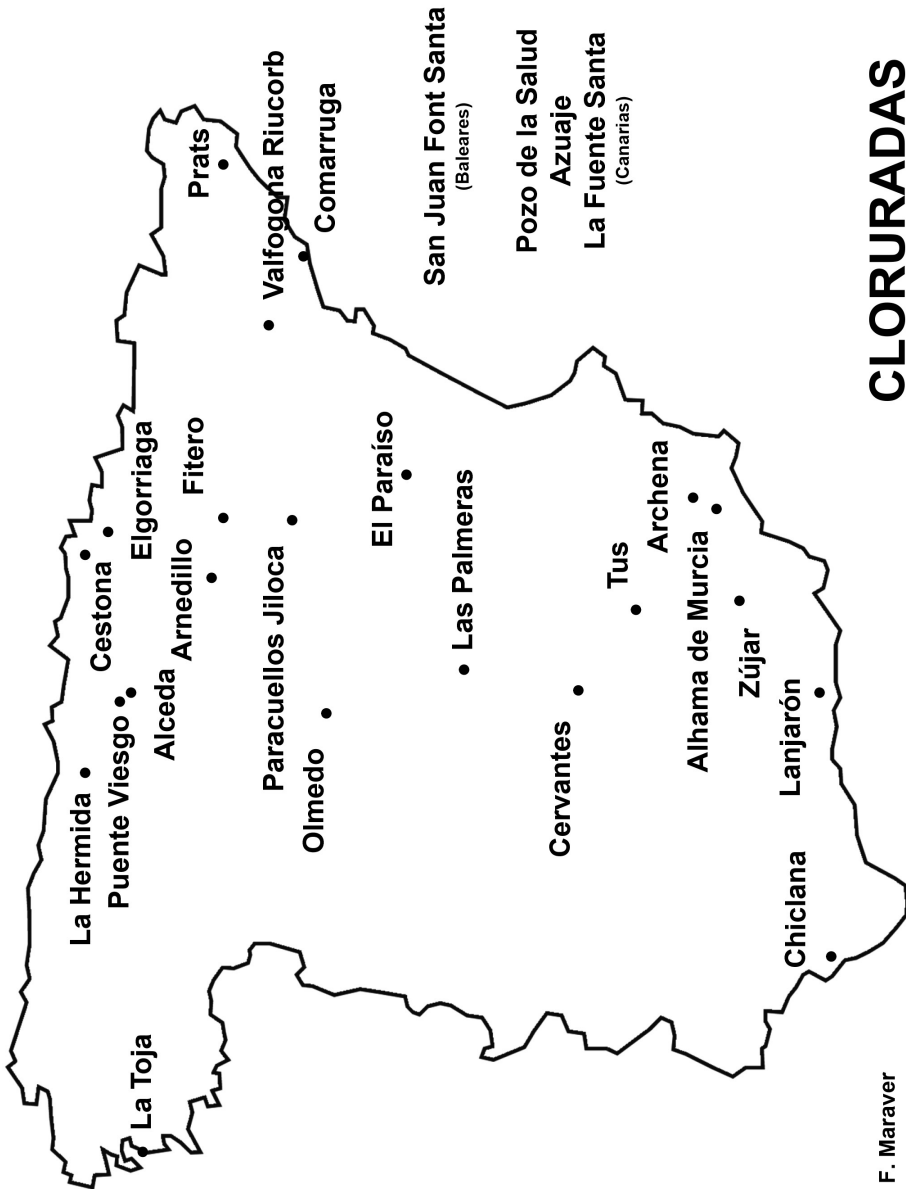 La Toja
La Hermida
Puente Viesgo
Alceda
Cestona
Elgorriaga
Arnedillo
Fitero
Prats
Valfogona Riucorb
Comarruga
Paracuellos Jiloca
Olmedo
El Paraíso
Las Palmeras
San Juan Font Santa
(Baleares)
Pozo de la Salud
Azuaje
La Fuente Santa
(Canarias)
Cervantes
Tus
Archena
Alhama de Murcia
Zújar
Lanjarón
Chiclana
F. Maraver
CLORURADAS